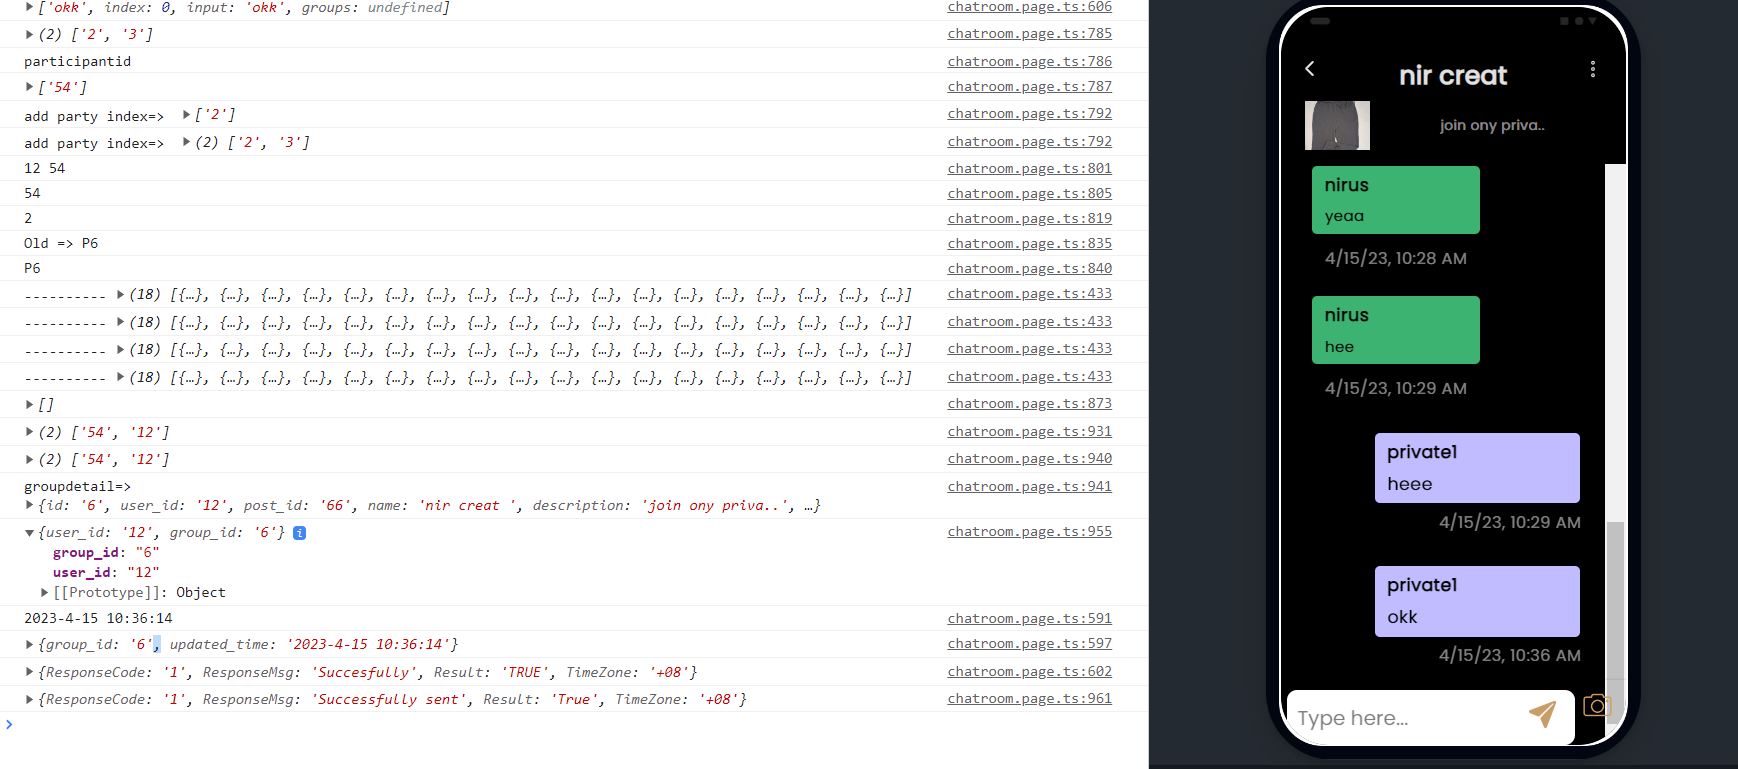 ▶ ['okk', index: 0, input: 'okk', groups: undefined] chatroom.page.ts:606
▶ (2) ['2', '3'] chatroom.page.ts:785
participantid chatroom.page.ts:786
▶ ['54'] chatroom.page.ts:787
add party index=> ▶ ['2'] chatroom.page.ts:792
add party index=> ▶ (2) ['2', '3'] chatroom.page.ts:792
12 54 chatroom.page.ts:801
54 chatroom.page.ts:805
2 chatroom.page.ts:819
Old => P6 chatroom.page.ts:835
P6 chatroom.page.ts:840
---------- ▶ (18) [{…}, {…}, {…}, {…}, {…}, {…}, {…}, {…}, {…}, {…}, {…}, {…}, {…}, {…}, {…}, {…}, {…}, {…}] chatroom.page.ts:433
---------- ▶ (18) [{…}, {…}, {…}, {…}, {…}, {…}, {…}, {…}, {…}, {…}, {…}, {…}, {…}, {…}, {…}, {…}, {…}, {…}] chatroom.page.ts:433
---------- ▶ (18) [{…}, {…}, {…}, {…}, {…}, {…}, {…}, {…}, {…}, {…}, {…}, {…}, {…}, {…}, {…}, {…}, {…}, {…}] chatroom.page.ts:433
---------- ▶ (18) [{…}, {…}, {…}, {…}, {…}, {…}, {…}, {…}, {…}, {…}, {…}, {…}, {…}, {…}, {…}, {…}, {…}, {…}] chatroom.page.ts:433
▶ [] chatroom.page.ts:873
▶ (2) ['54', '12'] chatroom.page.ts:931
▶ (2) ['54', '12'] chatroom.page.ts:940
groupdetail=> chatroom.page.ts:941
▶ {id: '6', user_id: '12', post_id: '66', name: 'nir creat ', description: 'join ony priva..', …}
▼ {user_id: '12', group_id: '6'} i chatroom.page.ts:955
group_id: "6"
user_id: "12"
▶ [[Prototype]]: Object
2023-4-15 10:36:14 chatroom.page.ts:591
▶ {group_id: '6', updated_time: '2023-4-15 10:36:14'} chatroom.page.ts:597
▶ {ResponseCode: '1', ResponseMsg: 'Succesfully', Result: 'TRUE', TimeZone: '+08'} chatroom.page.ts:602
▶ {ResponseCode: '1', ResponseMsg: 'Successfully sent', Result: 'True', TimeZone: '+08'} chatroom.page.ts:961
nir creat
join ony priva..
nirus
yeaa
4/15/23, 10:28 AM
nirus
hee
4/15/23, 10:29 AM
private1
heee
4/15/23, 10:29 AM
private1
okk
4/15/23, 10:36 AM
Type here...